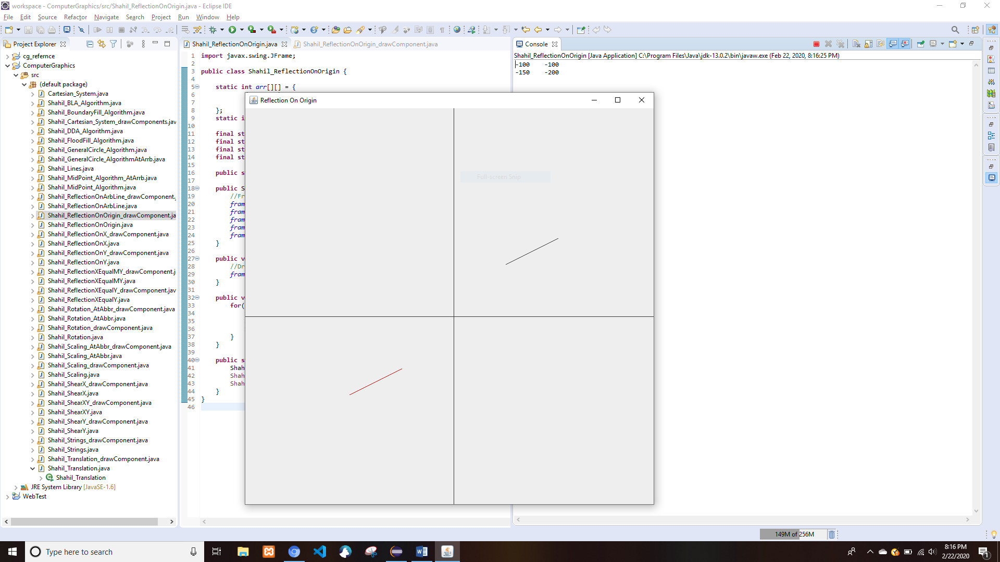 workspace - ComputerGraphics/src/Shahil_ReflectionOnOrigin.java - Eclipse IDE
File Edit Source Refactor Navigate Search Project Run Window Help
Project Explorer
cg_refernce
ComputerGraphics
src
(default package)
Cartesian_System.java
Shahil_BLA_Algorithm.java
Shahil_BoundaryFill_Algorithm.java
Shahil_Cartesian_System_drawComponents.jav
Shahil_DDA_Algorithm.java
Shahil_FloodFill_Algorithm.java
Shahil_GeneralCircle_Algorithm.java
Shahil_GeneralCircle_AlgorithmAtArrb.java
Shahil_Lines.java
Shahil_MidPoint_Algorithm_AtArrb.java
Shahil_MidPoint_Algorithm.java
Shahil_ReflectionOnArbLine_drawComponent.
Shahil_ReflectionOnArbLine.java
Shahil_ReflectionOnOrigin_drawComponent.ja
Shahil_ReflectionOnOrigin.java
Shahil_ReflectionOnX_drawComponent.java
Shahil_ReflectionOnX.java
Shahil_ReflectionOnY_drawComponent.java
Shahil_ReflectionOnY.java
Shahil_ReflectionXEqualMY_drawComponent.j
Shahil_ReflectionXEqualMY.java
Shahil_ReflectionXEqualY_drawComponent.jav
Shahil_ReflectionXEqualY.java
Shahil_Rotation_AtAbbr_drawComponent.java
Shahil_Rotation_AtAbbr.java
Shahil_Rotation_drawComponent.java
Shahil_Rotation.java
Shahil_Scaling_AtAbbr_drawComponent.java
Shahil_Scaling_AtAbbr.java
Shahil_Scaling_drawComponent.java
Shahil_Scaling.java
Shahil_ShearX_drawComponent.java
Shahil_ShearX.java
Shahil_ShearXY_drawComponent.java
Shahil_ShearXY.java
Shahil_ShearY_drawComponent.java
Shahil_ShearY.java
Shahil_Strings_drawComponent.java
Shahil_Strings.java
Shahil_Translation_drawComponent.java
Shahil_Translation.java
Shahil_Translation
JRE System Library [JavaSE-1.6]
WebTest
Shahil_ReflectionOnOrigin.java Shahil_ReflectionOnOrigin_drawComponent.java
1 import javax.swing.JFrame;
2
3 public class Shahil_ReflectionOnOrigin {
4
5 static int arr[][] = {
6
7
8 };
9 static i
10
11 final st
12 final st
13 final st
14 final st
15
16 public s
17
18 public S
19 //Fr
20 fram
21 fram
22 fram
23 fram
24 fram
25 }
26
27 public v
28 //Dr
29 fram
30 }
31
32 public v
33 for(
34
35
36
37 }
38 }
39
40 public s
41 Shah
42 Shah
43 Shah
44 }
45 }
46
Reflection On Origin
Full-screen Snip
Console
Shahil_ReflectionOnOrigin [Java Application] C:\Program Files\Java\jdk-13.0.2\bin\javaw.exe (Feb 22, 2020, 8:16:25 PM)
-100 -100
-150 -200
149M of 256M
Type here to search
8:16 PM
2/22/2020
1